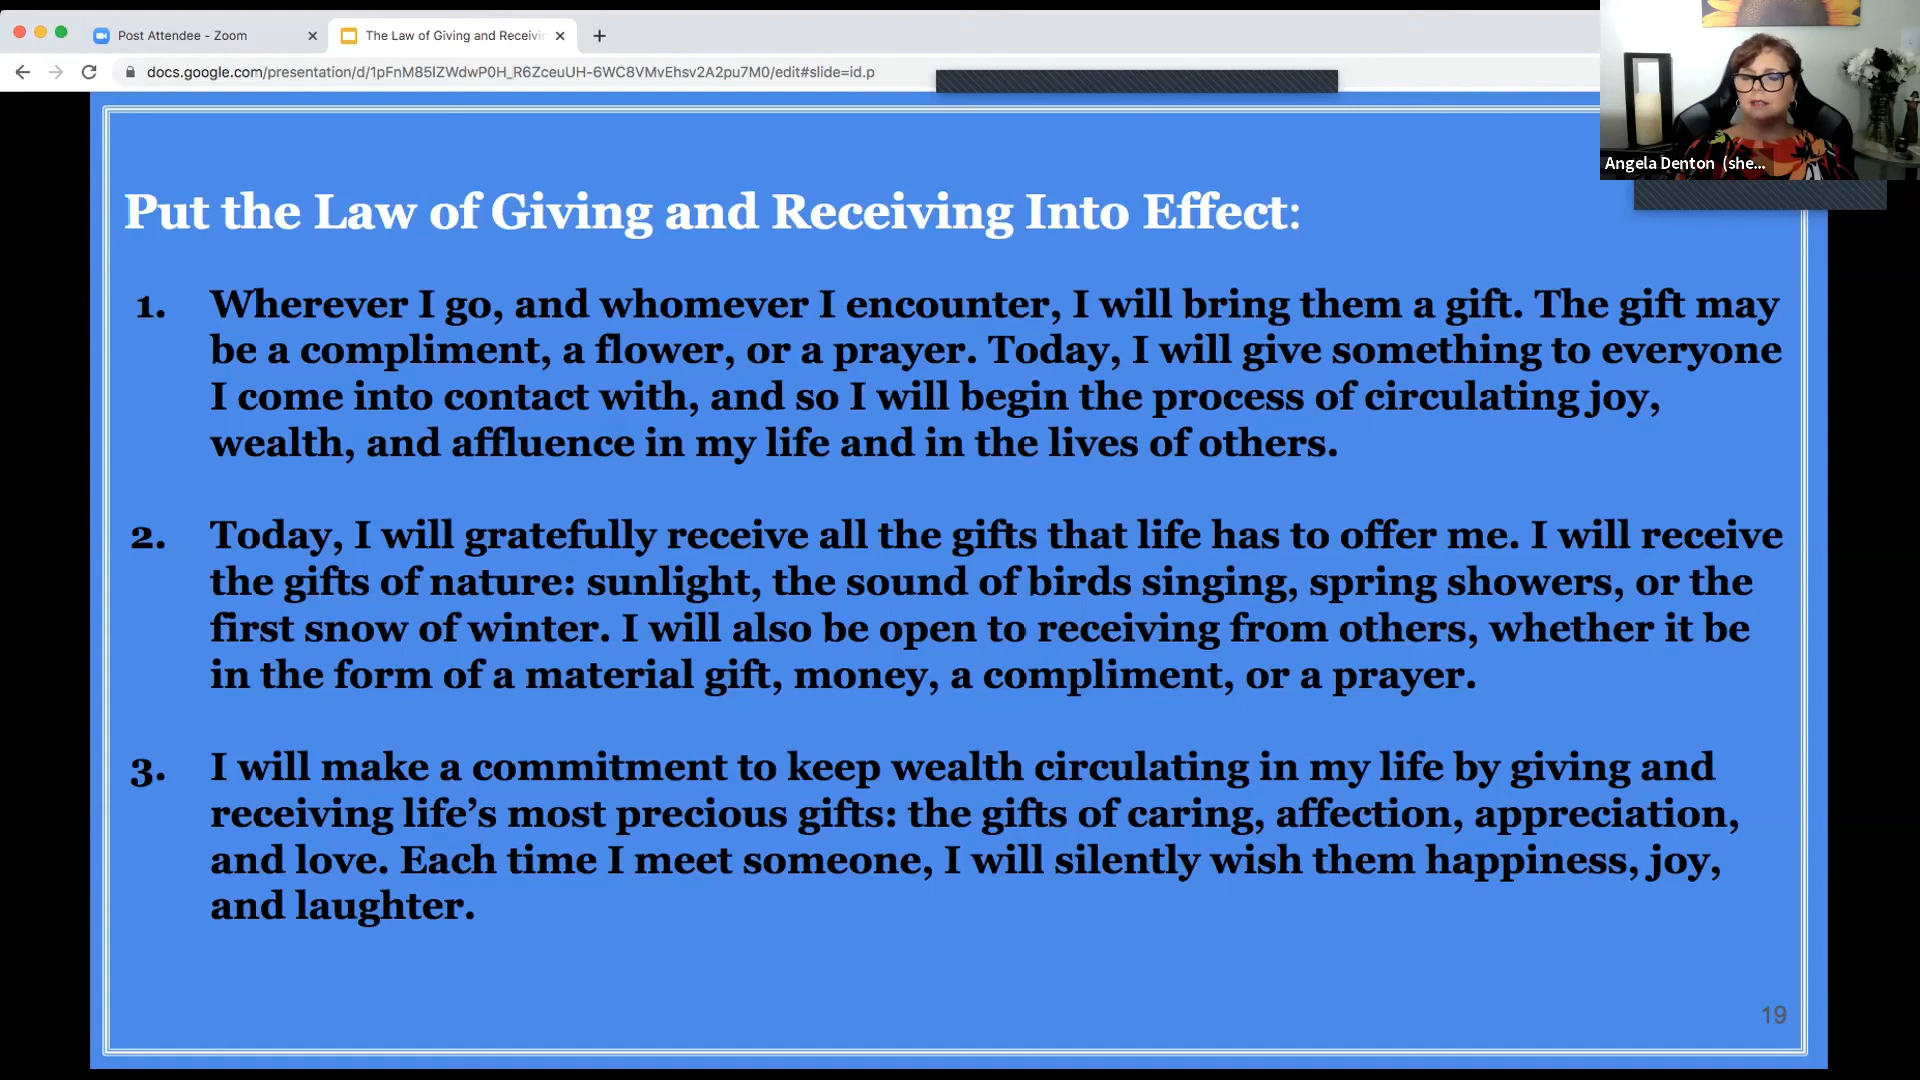 Post Attendee - Zoom
The Law of Giving and Receivin
docs.google.com/presentation/d/1pFnM85IZWdwP0H_R6ZceuUH-6WC8VMvEhsv2A2pu7M0/edit#slide=id.p
Angela Denton (she...
Put the Law of Giving and Receiving Into Effect:
1. Wherever I go, and whomever I encounter, I will bring them a gift. The gift may
be a compliment, a flower, or a prayer. Today, I will give something to everyone
I come into contact with, and so I will begin the process of circulating joy,
wealth, and affluence in my life and in the lives of others.
2. Today, I will gratefully receive all the gifts that life has to offer me. I will receive
the gifts of nature: sunlight, the sound of birds singing, spring showers, or the
first snow of winter. I will also be open to receiving from others, whether it be
in the form of a material gift, money, a compliment, or a prayer.
3. I will make a commitment to keep wealth circulating in my life by giving and
receiving life’s most precious gifts: the gifts of caring, affection, appreciation,
and love. Each time I meet someone, I will silently wish them happiness, joy,
and laughter.
19